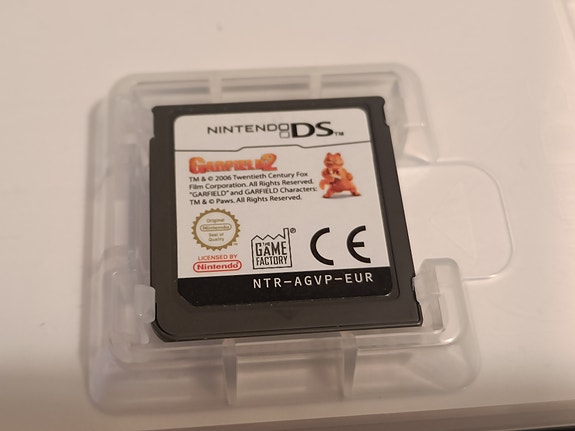 NINTENDO DS™
GARFIELD 2
TM & © 2006 Twentieth Century Fox
Film Corporation. All Rights Reserved.
"GARFIELD" and GARFIELD Characters:
TM & © Paws. All Rights Reserved.
Original
Nintendo
Seal of
Quality
LICENSED BY
Nintendo
THE
GAME
FACTORY®
CE
NTR-AGVP-EUR